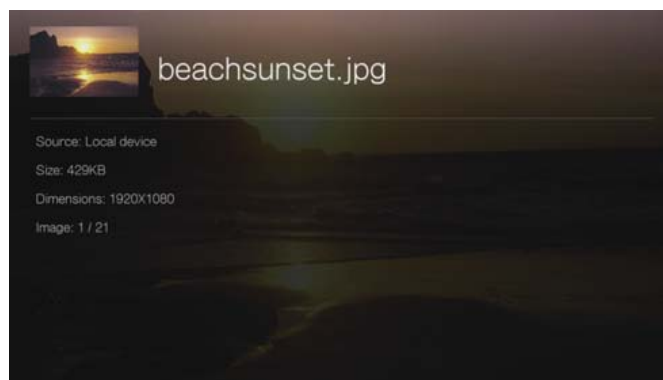 beachsunset.jpg
Source: Local device
Size: 429KB
Dimensions: 1920X1080
Image: 1 / 21